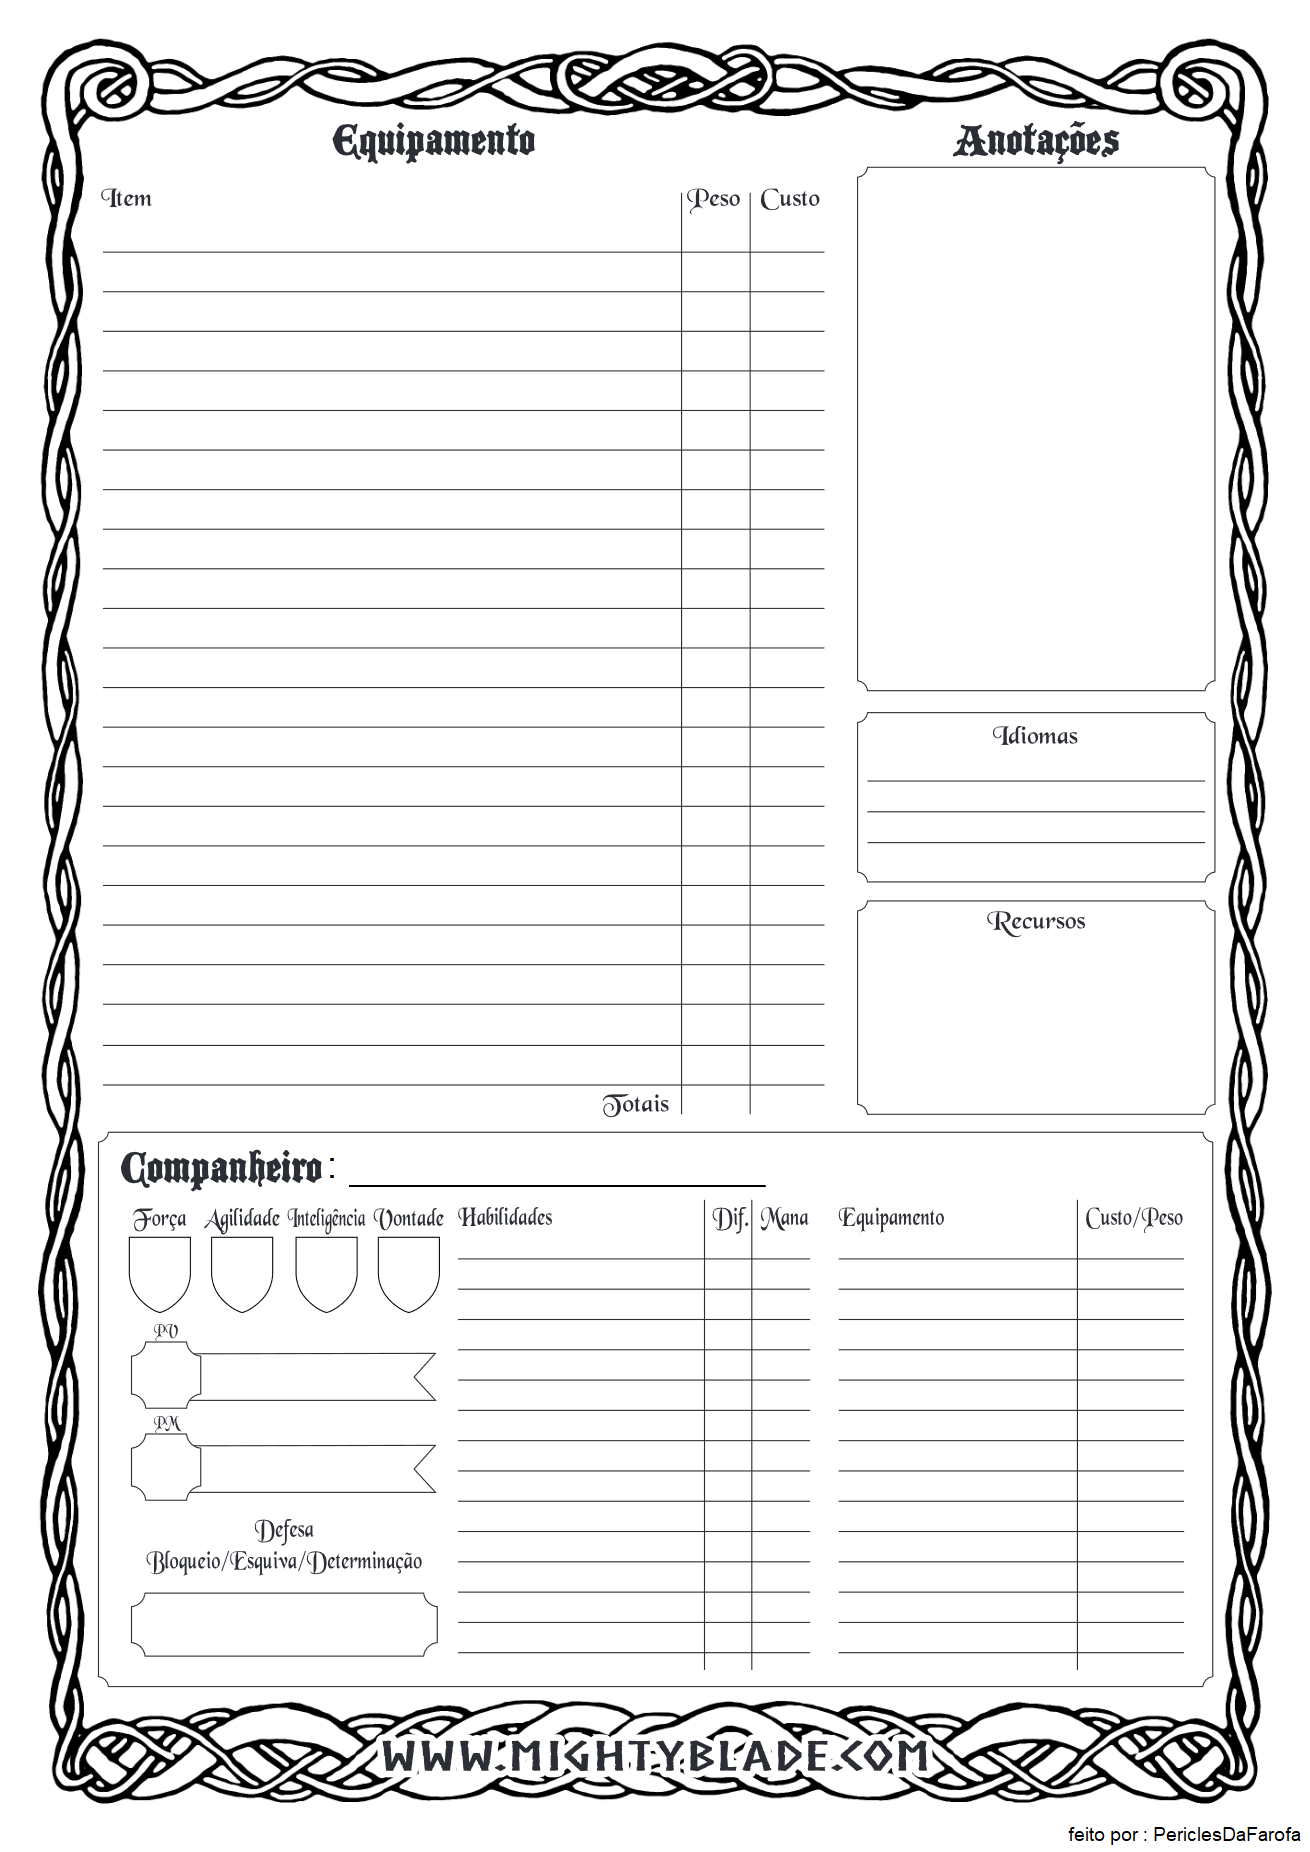 Equipamento
Item Peso Custo
Totais
Anotações
Idiomas
Recursos
Companheiro:
Força Agilidade Inteligência Vontade
PV
PM
Defesa
Bloqueio/Esquiva/Determinação
Habilidades Dif. Mana
Equipamento Custo/Peso
WWW.MIGHTYBLADE.COM
feito por : PericlesDaFarofa